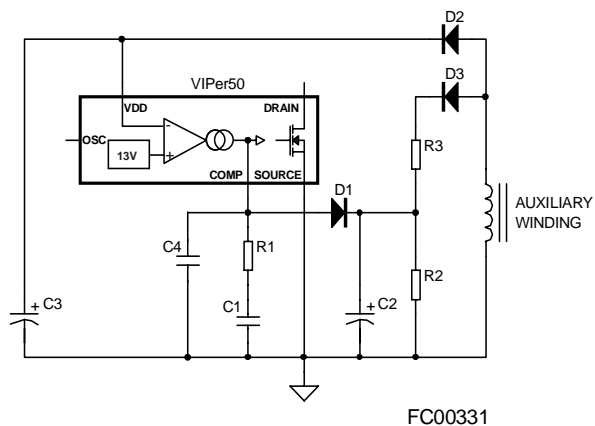 D2
VIPer50
D3
VDD
DRAIN
-
OSC
13V
+
R3
COMP SOURCE
D1
AUXILIARY
WINDING
C4
R1
R2
+
C3
C1
+
C2
FC00331